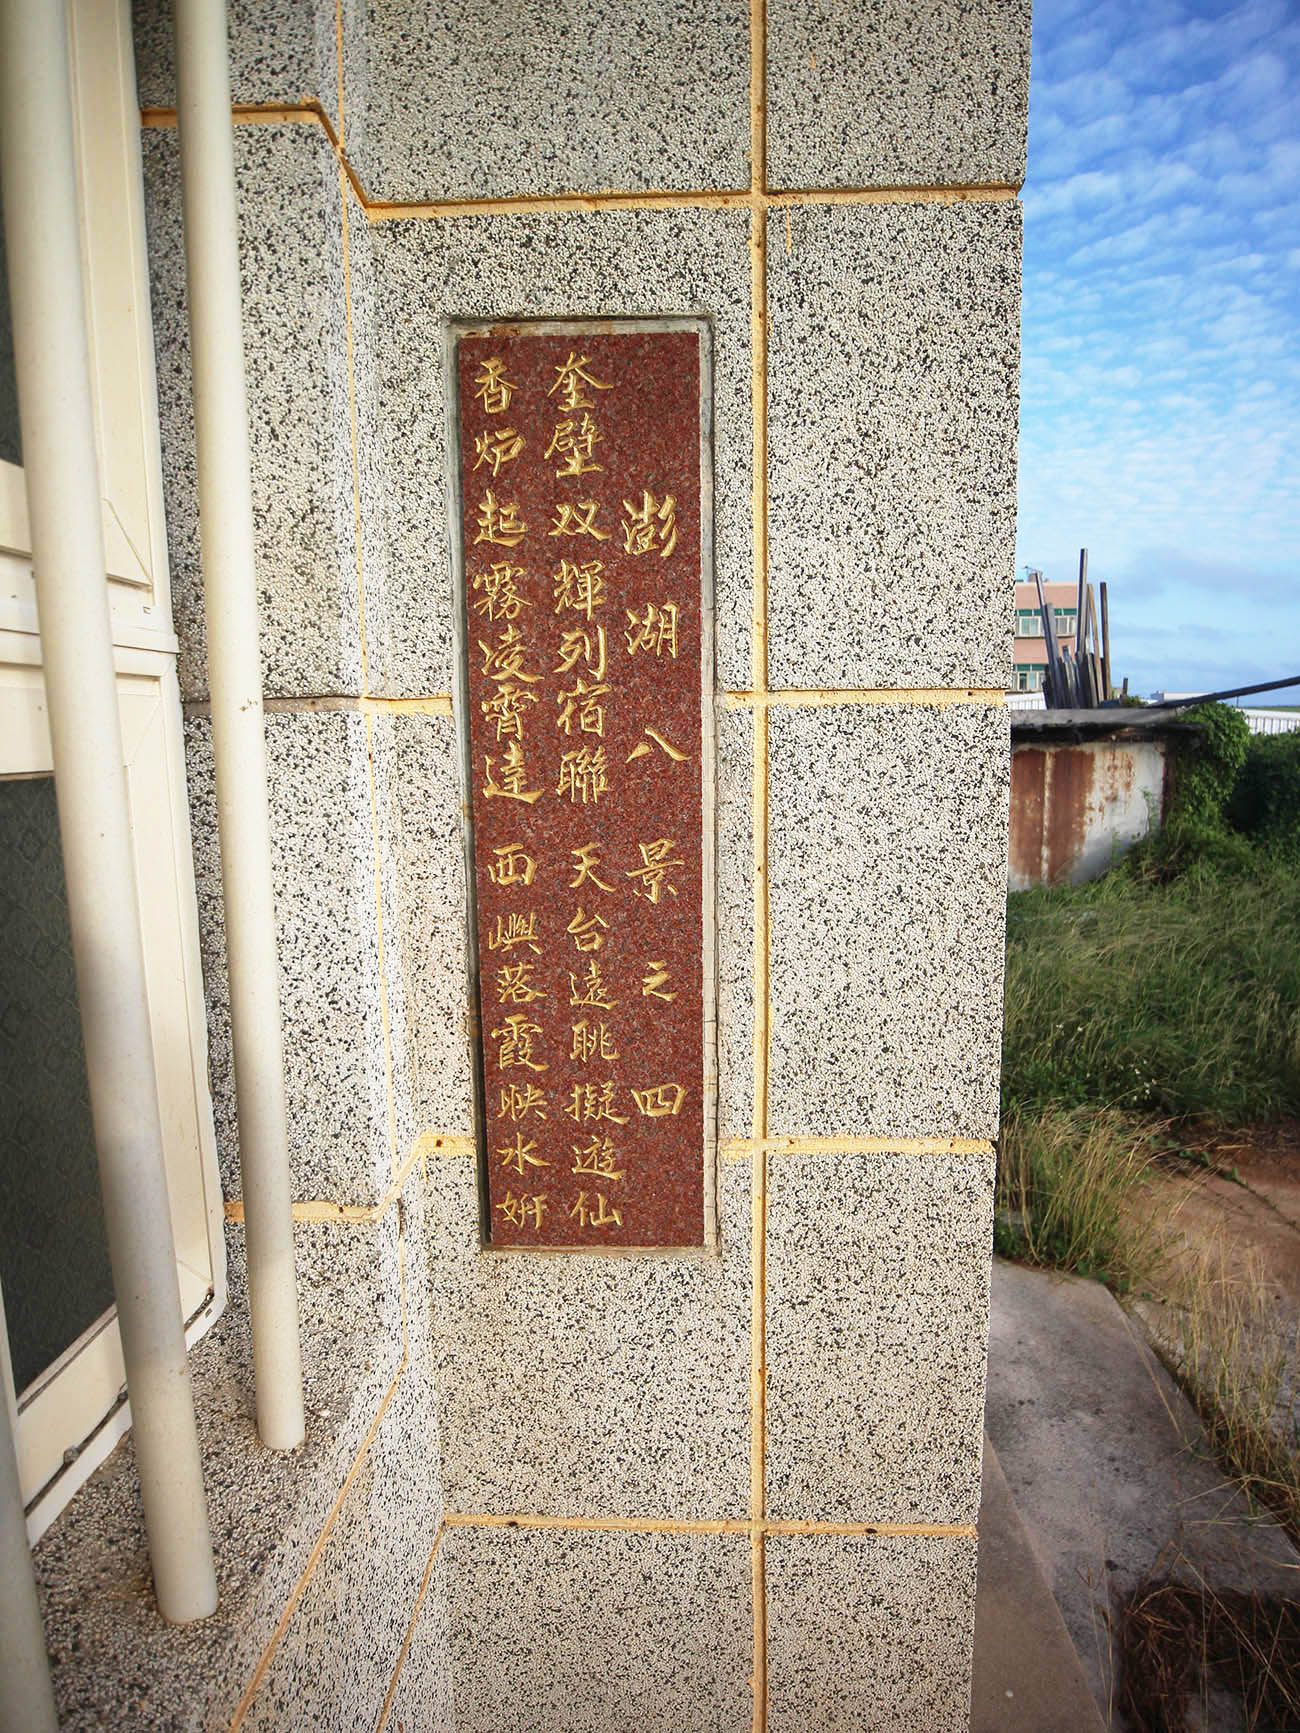 澎湖八景之四
奎壁双輝列宿聯 天台遠眺擬遊仙
香炉起霧凌霄達 西嶼落霞映水妍